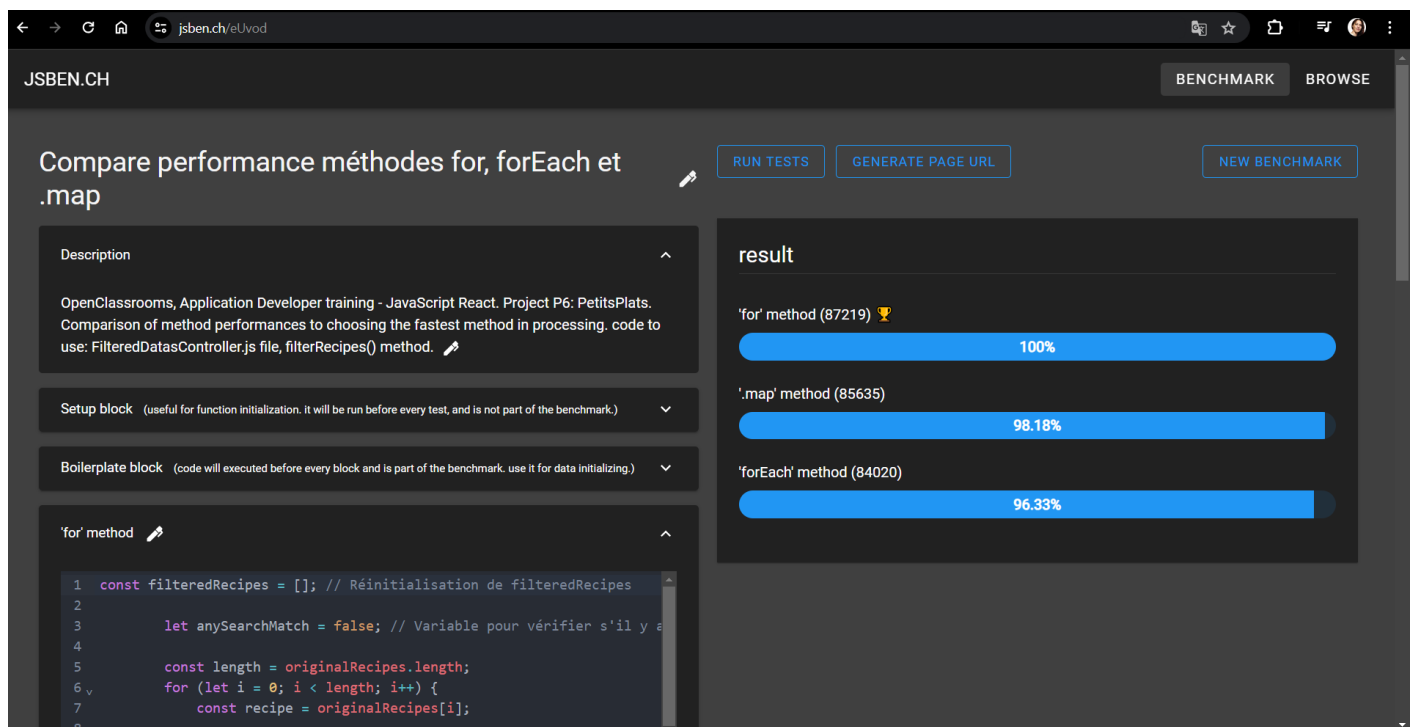 jsben.ch/eUvod
JSBEN.CH
BENCHMARK
BROWSE
Compare performance méthodes for, forEach et
.map
Description
OpenClassrooms, Application Developer training - JavaScript React. Project P6: PetitsPlats.
Comparison of method performances to choosing the fastest method in processing. code to
use: FilteredDatasController.js file, filterRecipes() method.
Setup block (useful for function initialization. it will be run before every test, and is not part of the benchmark.)
Boilerplate block (code will executed before every block and is part of the benchmark. use it for data initializing.)
'for' method
1 const filteredRecipes = []; // Réinitialisation de filteredRecipes
2
3 let anySearchMatch = false; // Variable pour vérifier s'il y a
4
5 const length = originalRecipes.length;
6 for (let i = 0; i < length; i++) {
7 const recipe = originalRecipes[i];
RUN TESTS
GENERATE PAGE URL
NEW BENCHMARK
result
'for' method (87219) 🏆
100%
'.map' method (85635)
98.18%
'forEach' method (84020)
96.33%